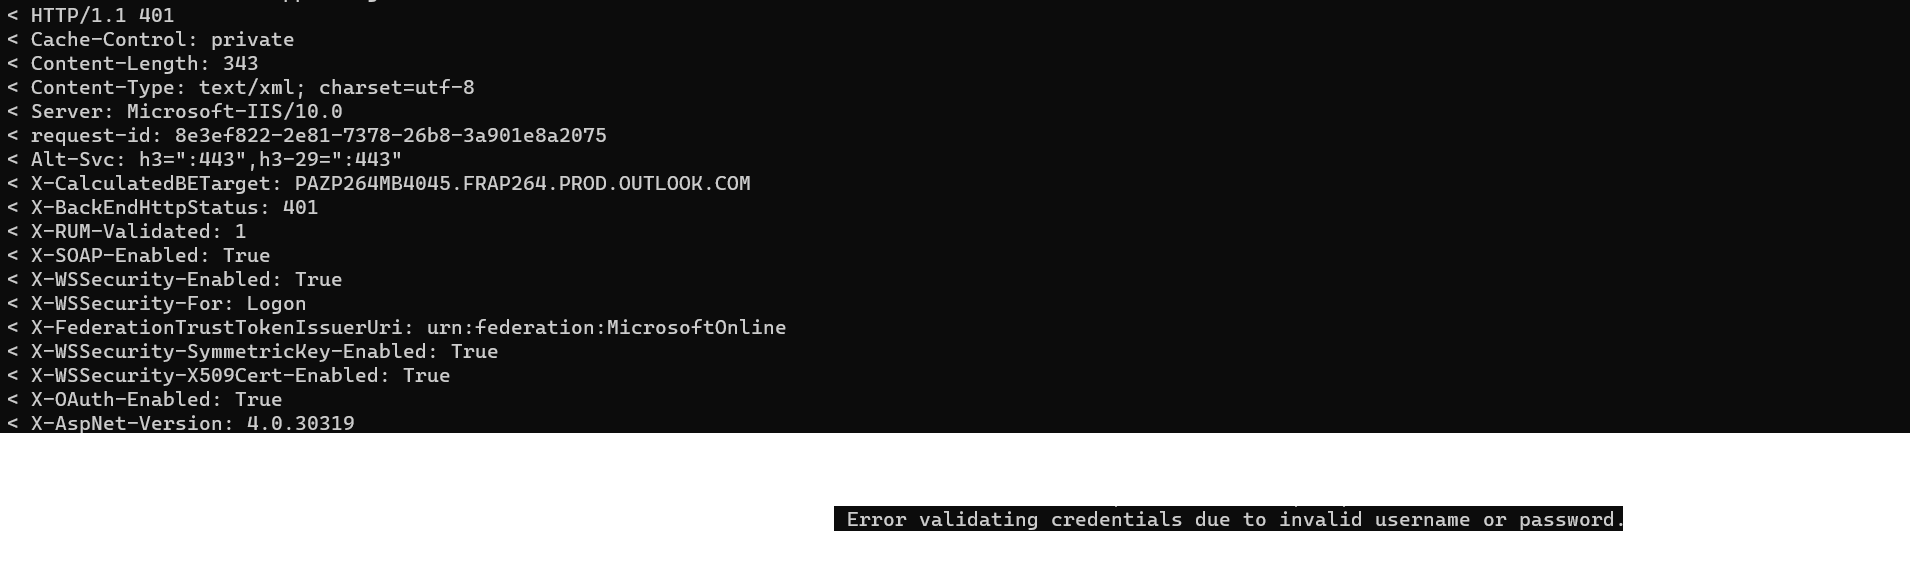 < HTTP/1.1 401
< Cache-Control: private
< Content-Length: 343
< Content-Type: text/xml; charset=utf-8
< Server: Microsoft-IIS/10.0
< request-id: 8e3ef822-2e81-7378-26b8-3a901e8a2075
< Alt-Svc: h3=":443",h3-29=":443"
< X-CalculatedBETarget: PAZP264MB4045.FRAP264.PROD.OUTLOOK.COM
< X-BackEndHttpStatus: 401
< X-RUM-Validated: 1
< X-SOAP-Enabled: True
< X-WSSecurity-Enabled: True
< X-WSSecurity-For: Logon
< X-FederationTrustTokenIssuerUri: urn:federation:MicrosoftOnline
< X-WSSecurity-SymmetricKey-Enabled: True
< X-WSSecurity-X509Cert-Enabled: True
< X-OAuth-Enabled: True
< X-AspNet-Version: 4.0.30319
Error validating credentials due to invalid username or password.